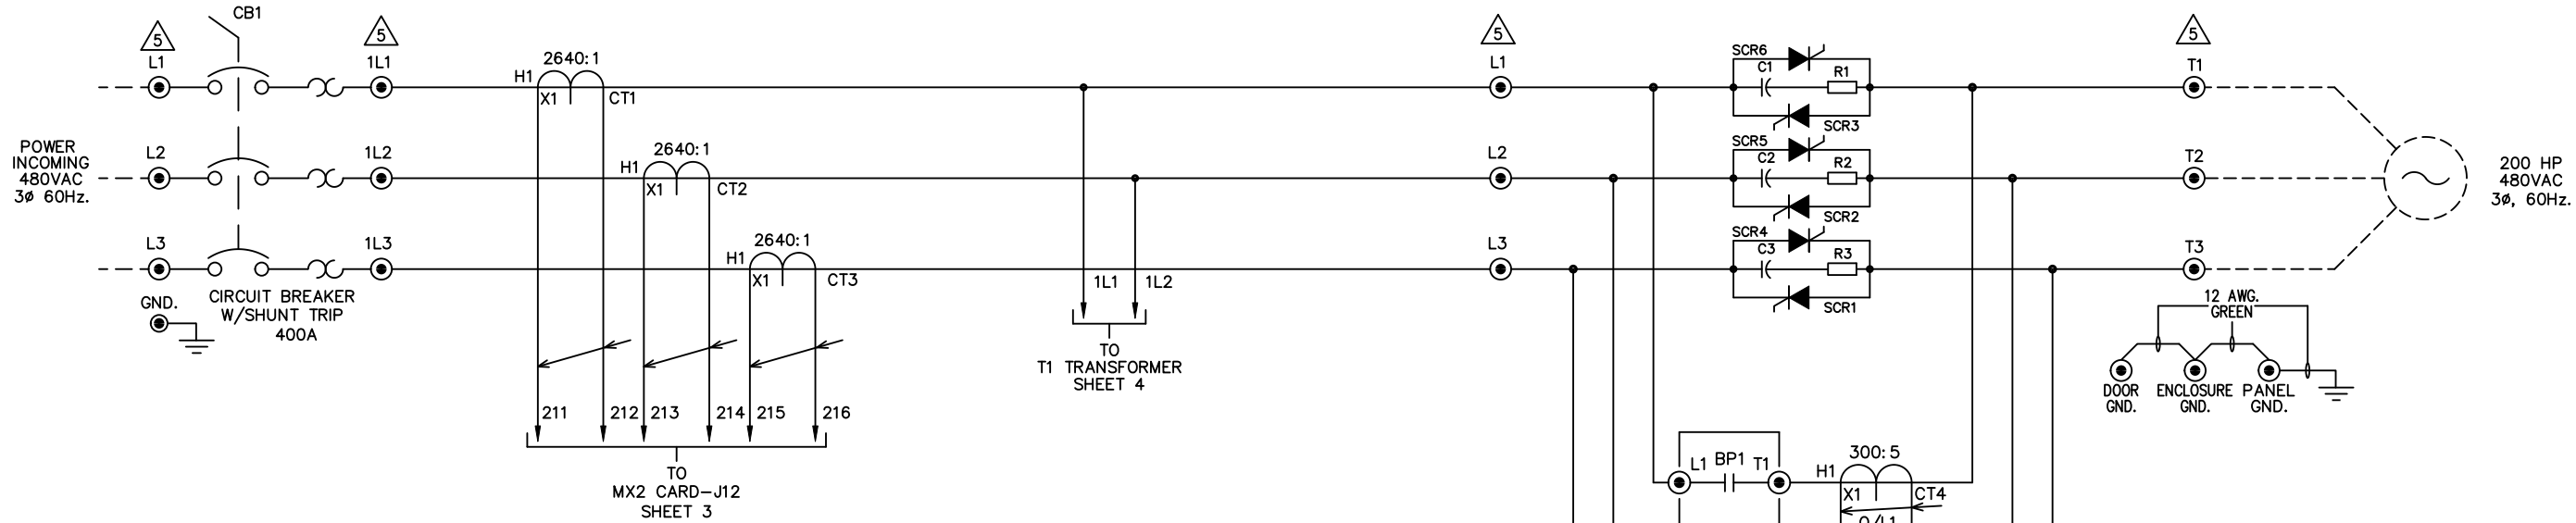 CB1
5
5
5
5
L1
1L1
2640:1
H1
X1
CT1
L1
SCR6
C1
R1
SCR3
T1
POWER
INCOMING
480VAC
3ø 60Hz.
L2
1L2
2640:1
H1
X1
CT2
L2
SCR5
C2
R2
SCR2
T2
200 HP
480VAC
3ø, 60Hz.
L3
1L3
2640:1
H1
X1
CT3
L3
SCR4
C3
R3
SCR1
T3
GND.
CIRCUIT BREAKER
W/SHUNT TRIP
400A
1L1
1L2
TO
T1 TRANSFORMER
SHEET 4
12 AWG.
GREEN
DOOR
GND.
ENCLOSURE
GND.
PANEL
GND.
211
212
213
214
215
216
TO
MX2 CARD-J12
SHEET 3
L1
BP1
T1
300:5
H1
X1
CT4